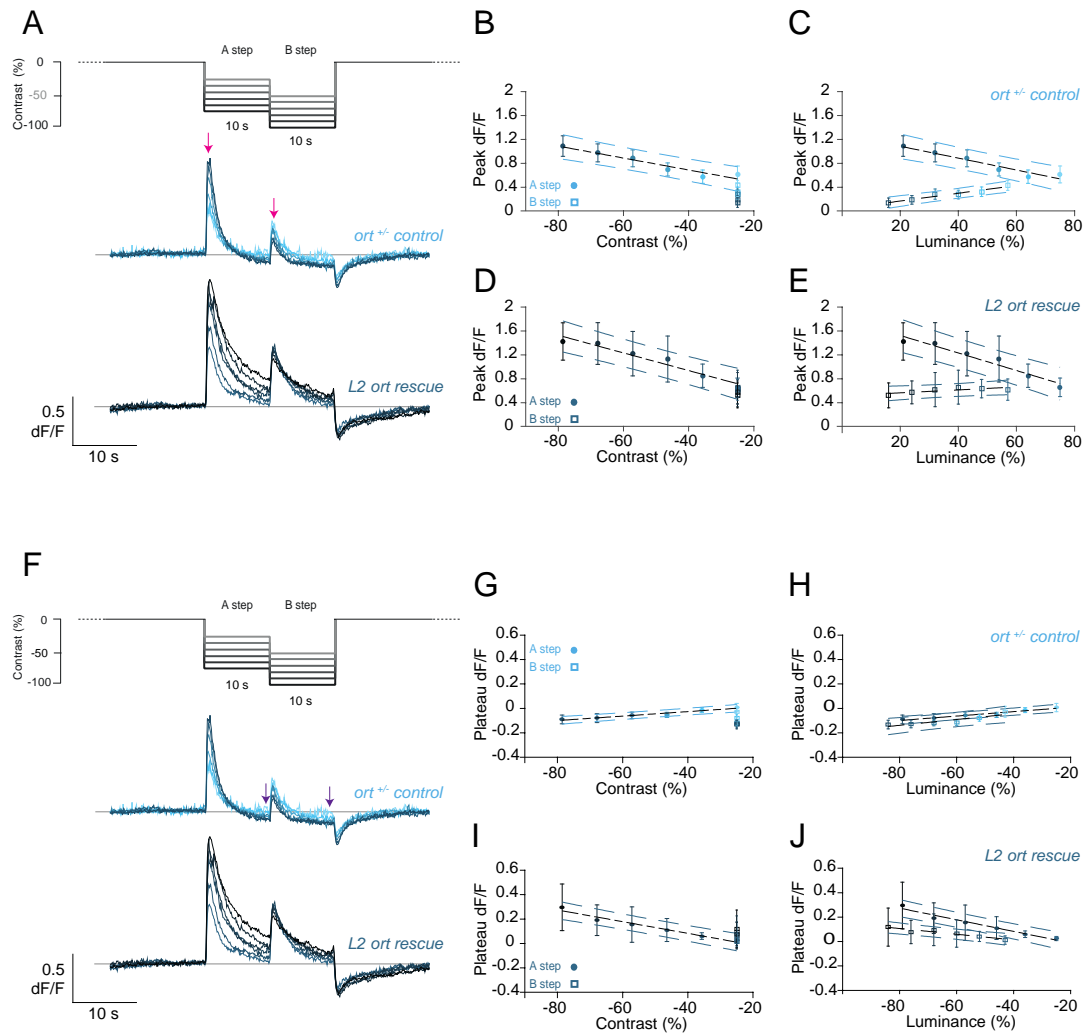 A
A step
B step
Contrast (%)
0
-50
C-100
10 s
10 s
ort +/- control
L2 ort rescue
0.5
dF/F
10 s
B
Peak dF/F
2
1.6
1.2
0.8
0.4
0
A step
B step
-80
-60
-40
-20
Contrast (%)
C
ort +/- control
Peak dF/F
2
1.6
1.2
0.8
0.4
0
20
40
60
80
Luminance (%)
D
Peak dF/F
2
1.6
1.2
0.8
0.4
0
A step
B step
-80
-60
-40
-20
Contrast (%)
E
L2 ort rescue
Peak dF/F
2
1.6
1.2
0.8
0.4
0
20
40
60
80
Luminance (%)
F
A step
B step
Contrast (%)
0
-50
-100
10 s
10 s
ort +/- control
L2 ort rescue
0.5
dF/F
10 s
G
Plateau dF/F
0.6
0.4
0.2
0
-0.2
-0.4
A step
B step
-80
-60
-40
-20
Contrast (%)
H
ort +/- control
Plateau dF/F
0.6
0.4
0.2
0
-0.2
-0.4
-80
-60
-40
-20
Luminance (%)
I
Plateau dF/F
0.6
0.4
0.2
0
-0.2
-0.4
A step
B step
-80
-60
-40
-20
Contrast (%)
J
L2 ort rescue
Plateau dF/F
0.6
0.4
0.2
0
-0.2
-0.4
-80
-60
-40
-20
Luminance (%)